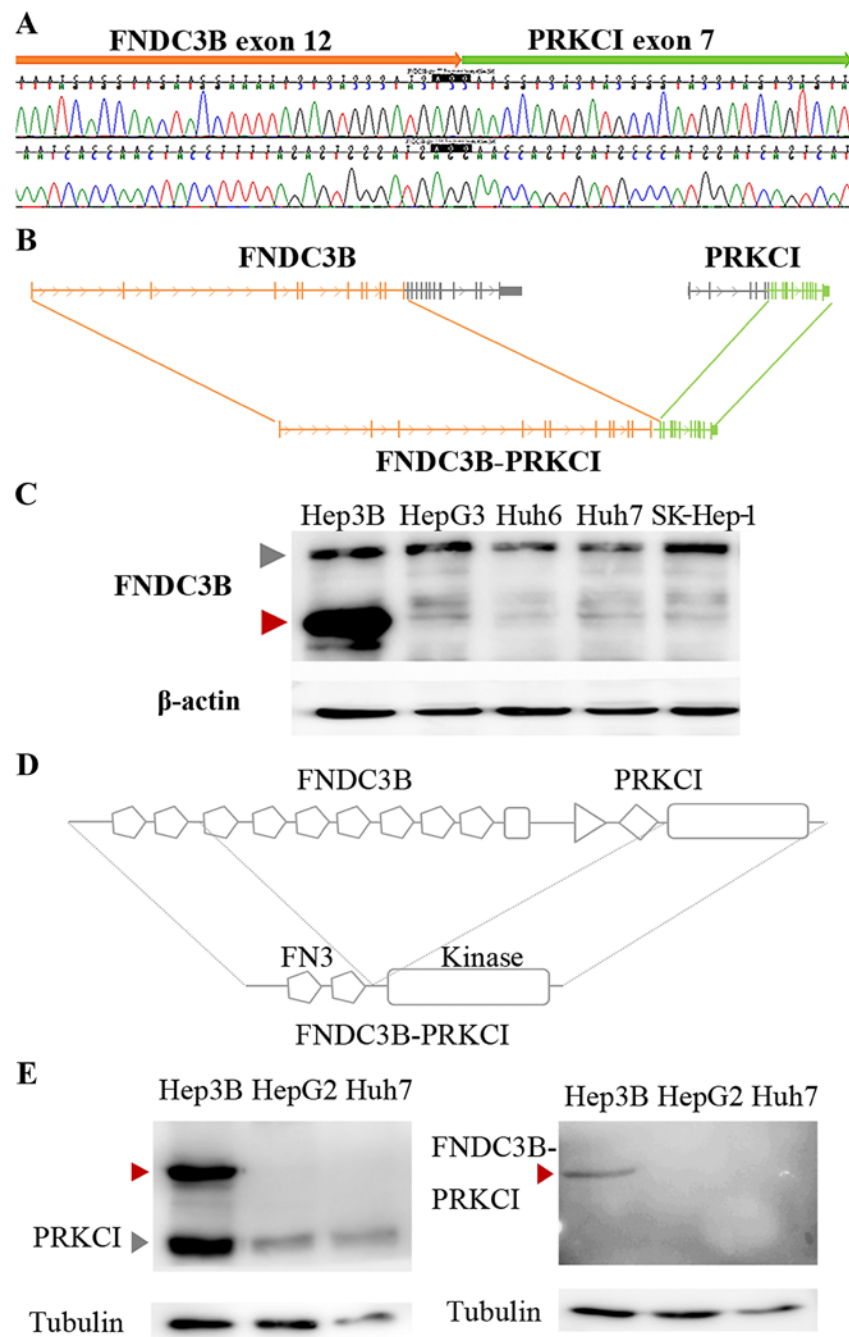 A
FNDC3B exon 12 PRKCI exon 7
B
FNDC3B PRKCI
FNDC3B-PRKCI
C
Hep3B HepG3 Huh6 Huh7 SK-Hep-1
FNDC3B
β-actin
D
FNDC3B PRKCI
FN3 Kinase
FNDC3B-PRKCI
E
Hep3B HepG2 Huh7
PRKCI
Tubulin
Hep3B HepG2 Huh7
FNDC3B-
PRKCI
Tubulin